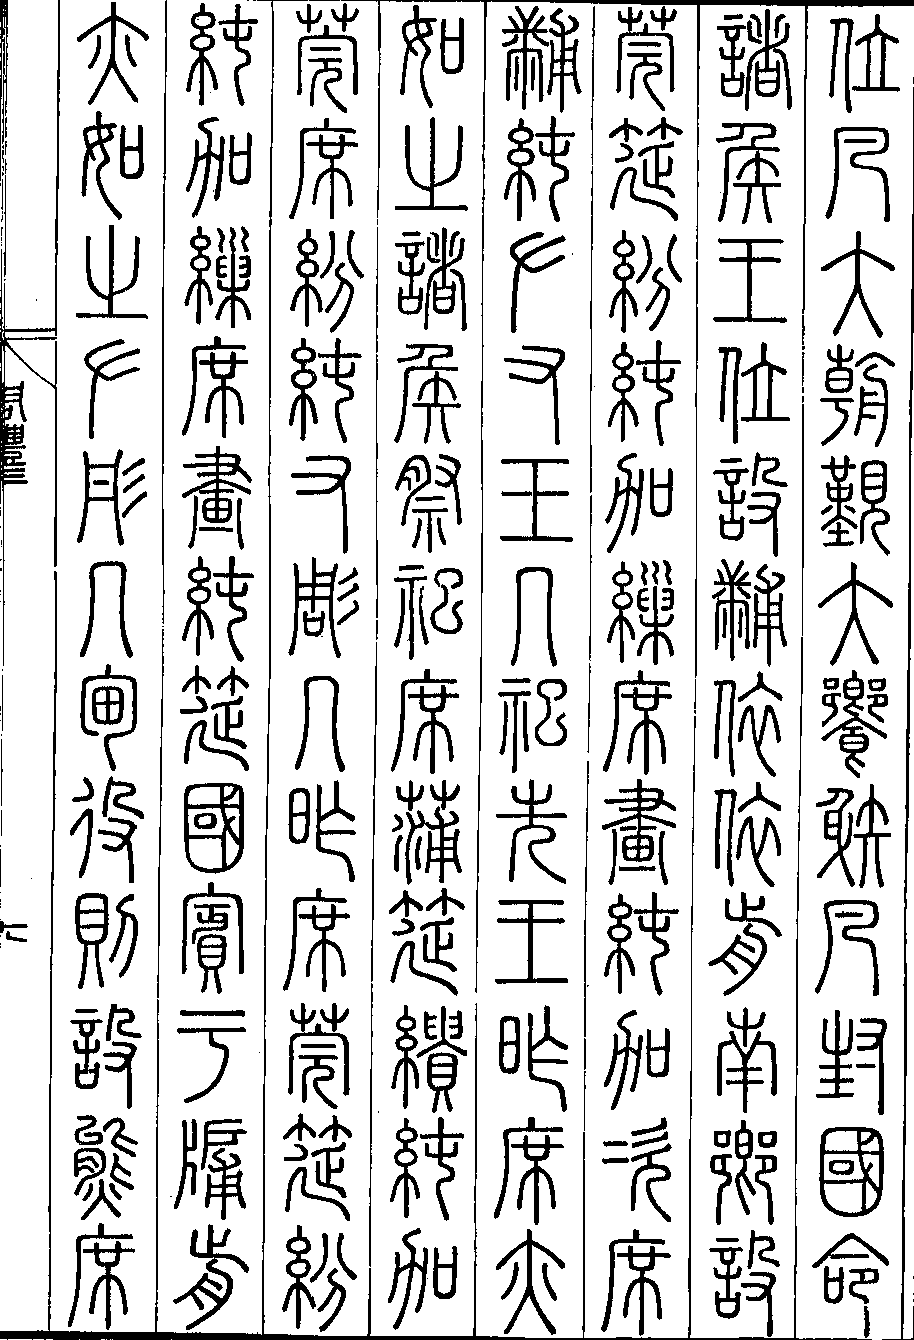 位凡大朝覲大饗射凡封國命
諸侯王位設黼依依前南鄉設
莞筵紛純加繅席畫純加次席
黼純左右玉几祀先王昨席亦
如之諸侯祭祀席蒲筵繢純加
莞席紛純右彫几昨席莞筵紛
純加繅席畫純筵國賓于牖前
亦如之左彤几甸役則設熊席
周禮三